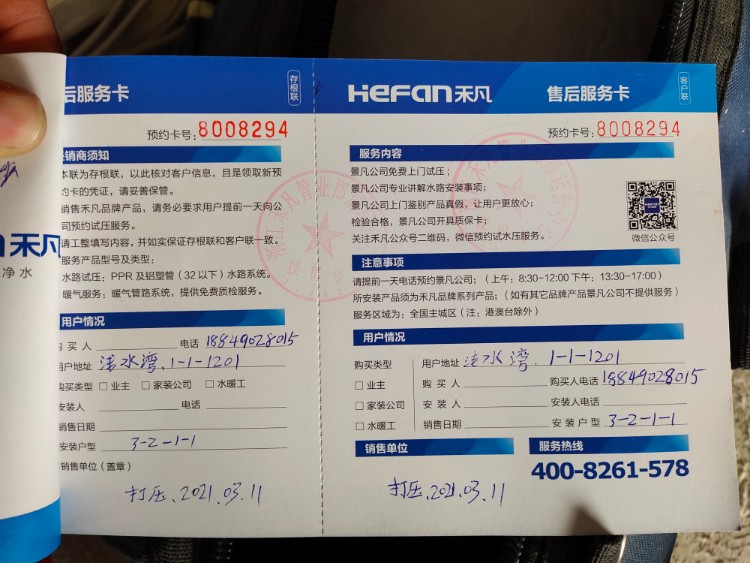 后服务卡
存根联
预约卡号:8008294
销商须知
本联为存根联，以此核对客户信息，且是领取新预
约卡的凭证，请妥善保管。
销售禾凡品牌产品，请务必要求用户提前一天向公
司预约试压服务。
请工整填写内容，并如实保证存根联和客户联一致。
服务产品型号及类型：
水路试压：PPR 及铝塑管（32 以下）水路系统。
暖气服务：暖气管路系统，提供免费质检服务。
用户情况
购买人 电话 18849028015
用户地址 湾 1-1-1201
购买类型 □ 业主 □ 家装公司 □ 水暖工
安装人 电话
销售日期
安装户型 3-2-1-1
销售单位（盖章）
打压、2021.03.11
an禾凡
净水
HeFan禾凡
售后服务卡
客户联
预约卡号:8008294
服务内容
景凡公司免费上门试压；
景凡公司专业讲解水路安装事项；
景凡公司上门鉴别产品真假，让用户更放心；
检验合格，景凡公司开具质保卡；
关注禾凡公众号二维码，微信预约试水压服务。
微信公众号
注意事项
请提前一天电话预约景凡公司；（上午：8:30-12:00 下午：13:30-17:00）
所安装产品须为禾凡品牌系列产品；（如有其它品牌产品景凡公司不提供服务）
服务区域为：全国主城区（注：港澳台除外）
用户情况
购买类型 用户地址 水湾、1-1-1201
□ 业主 购买人 购买人电话 18849028015
□ 家装公司 安装人 安装人电话
□ 水暖工 销售日期 安装户型 3-2-1-1
销售单位
服务热线
400-8261-578
打压、2021.03.11